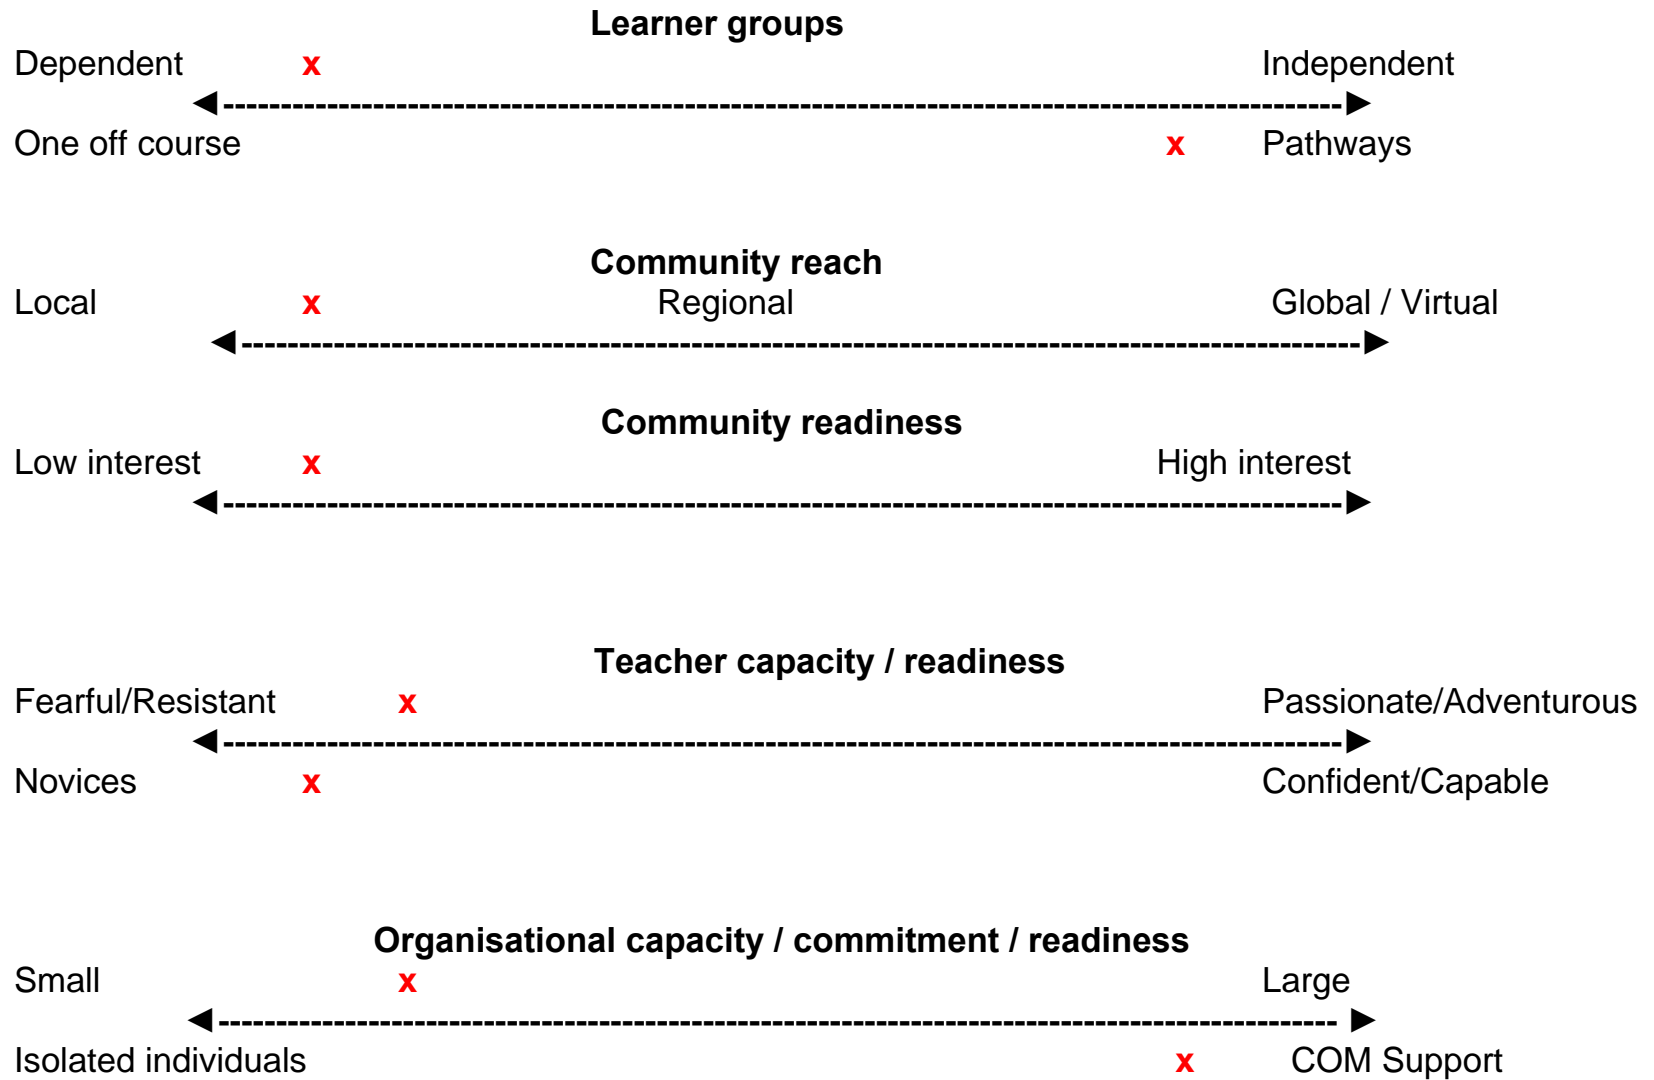 Learner groups
Dependent x Independent
◄------------------------------------------------------------------------------------------------►
One off course x Pathways
Community reach
Local x Regional Global / Virtual
◄------------------------------------------------------------------------------------------------►
Community readiness
Low interest x High interest
◄------------------------------------------------------------------------------------------------►
Teacher capacity / readiness
Fearful/Resistant x Passionate/Adventurous
◄------------------------------------------------------------------------------------------------►
Novices x Confident/Capable
Organisational capacity / commitment / readiness
Small x Large
◄------------------------------------------------------------------------------------------------ ►
Isolated individuals x COM Support